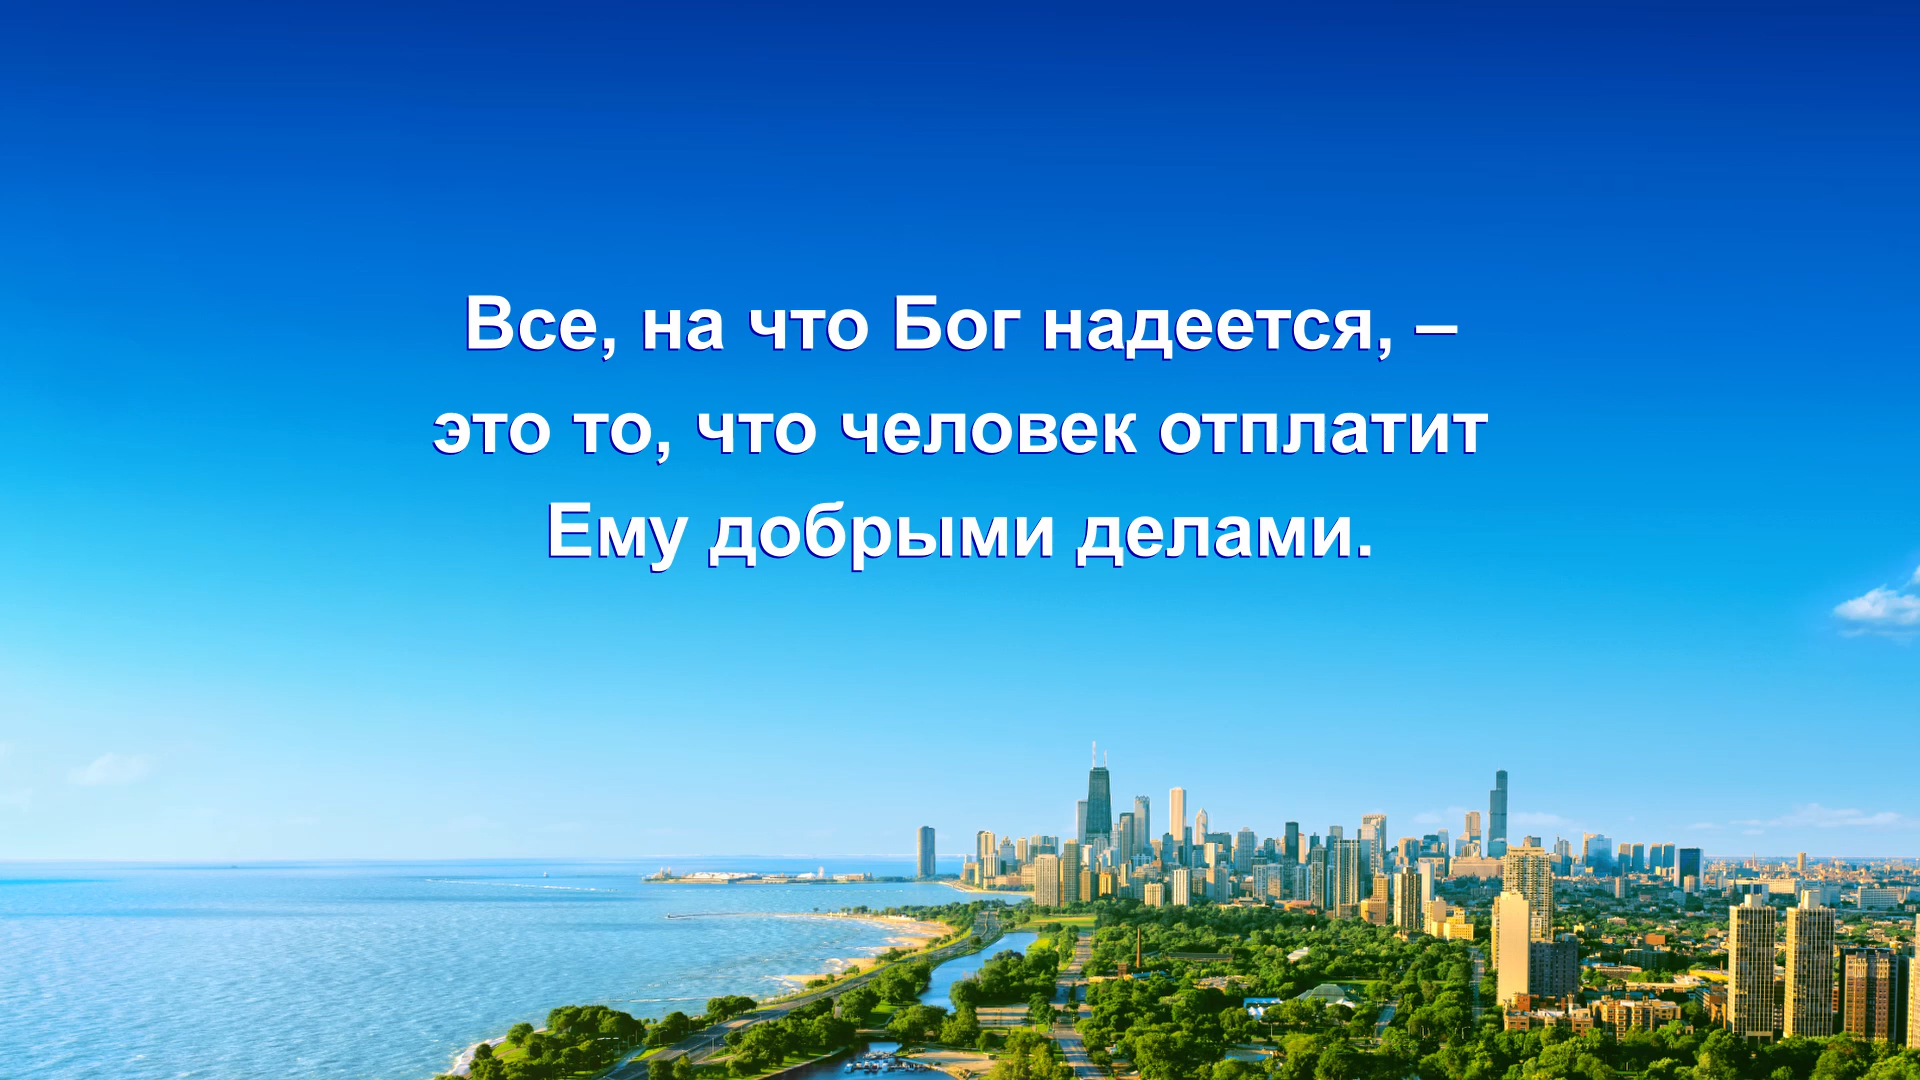 Все, на что Бог надеется, –
это то, что человек отплатит
Ему добрыми делами.